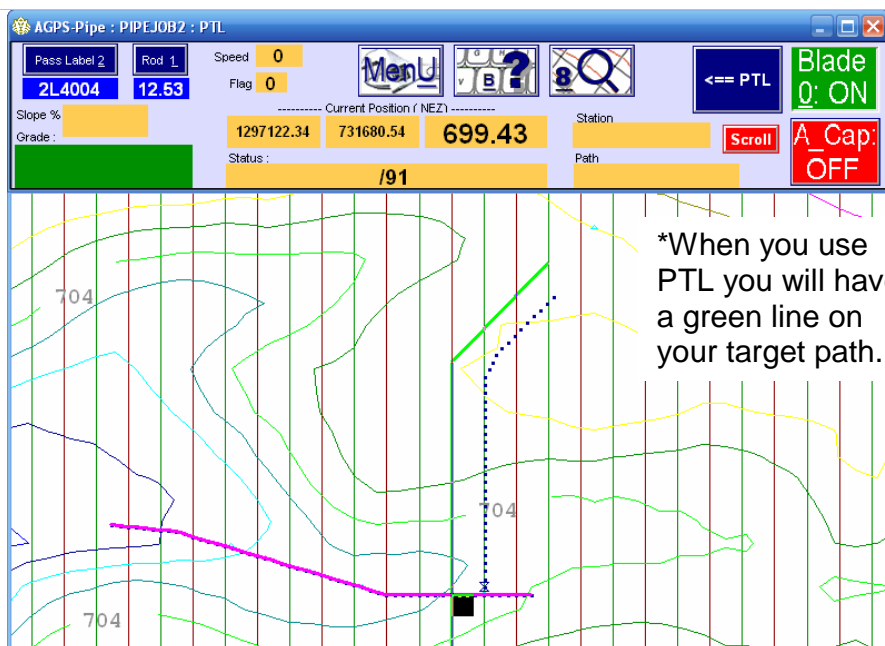 AGPS-Pipe : PIPEJOB2 : PTL
Pass Label 2
Rod 1
Speed 0
MenU
B ?
8
<== PTL
Blade
0: ON
2L4004
12.53
Flag 0
Slope %
---------- Current Position ( NEZ) ----------
Station
Grade :
1297122.34
731680.54
699.43
Scroll
A_Cap:
OFF
Status :
Path
/91
*When you use
PTL you will have
a green line on
your target path.
704
704
704